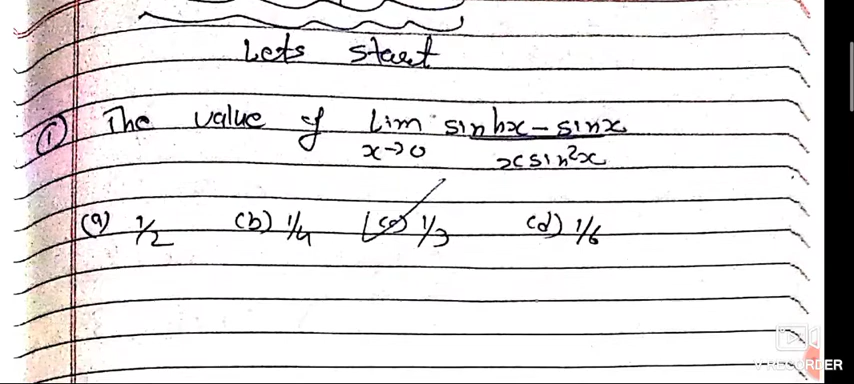 Lets start
① The value of Lim sinhx - sinx
x→0 xsin²x
(a) 1/2 (b) 1/4 (c) 1/3 (d) 1/6
V RECORDER